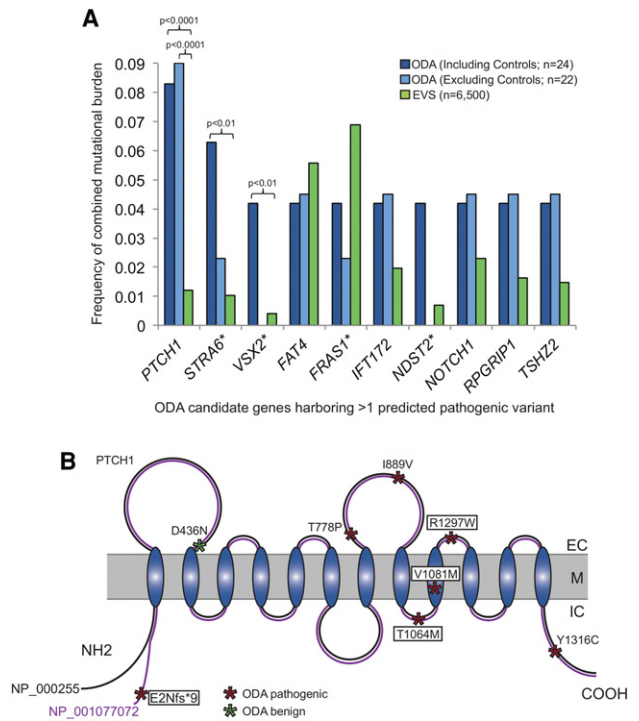 A
p<0.0001
p<0.0001
p<0.01
p<0.01
ODA (Including Controls; n=24)
ODA (Excluding Controls; n=22)
EVS (n=6,500)
Frequency of combined mutational burden
0.09
0.08
0.07
0.06
0.05
0.04
0.03
0.02
0.01
0
PTCH1
STRA6*
VSX2*
FAT4
FRAS1*
IFT172
NDST2*
NOTCH1
RPGRIP1
TSHZ2
ODA candidate genes harboring >1 predicted pathogenic variant
B
PTCH1
I889V
D436N
T778P
R1297W
EC
V1081M
M
IC
T1064M
NH2
Y1316C
NP_000255
E2Nfs*9
ODA pathogenic
COOH
NP_001077072
ODA benign